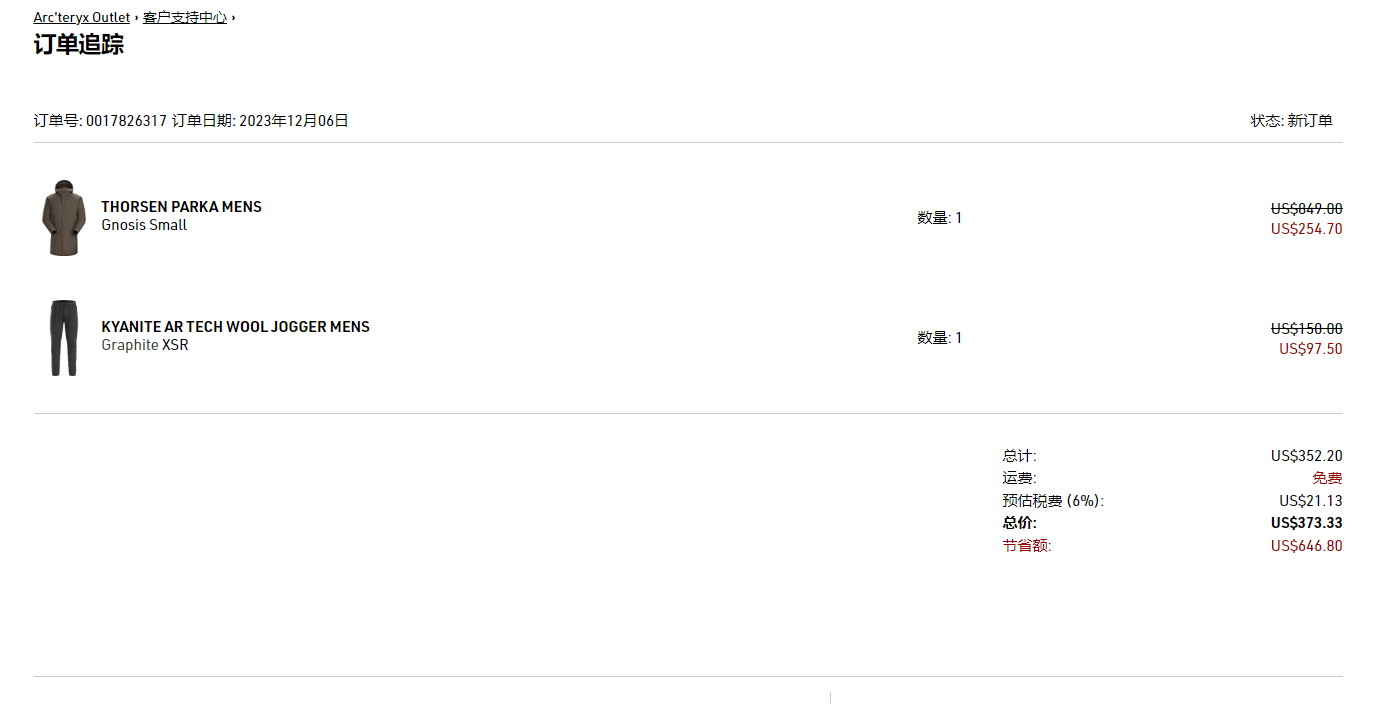 Arc'teryx Outlet › 客户支持中心 ›
订单追踪
订单号: 0017826317 订单日期: 2023年12月06日
状态: 新订单
THORSEN PARKA MENS
Gnosis Small
数量: 1
US$849.00
US$254.70
KYANITE AR TECH WOOL JOGGER MENS
Graphite XSR
数量: 1
US$150.00
US$97.50
总计: US$352.20
运费: 免费
预估税费 (6%): US$21.13
总价: US$373.33
节省额: US$646.80